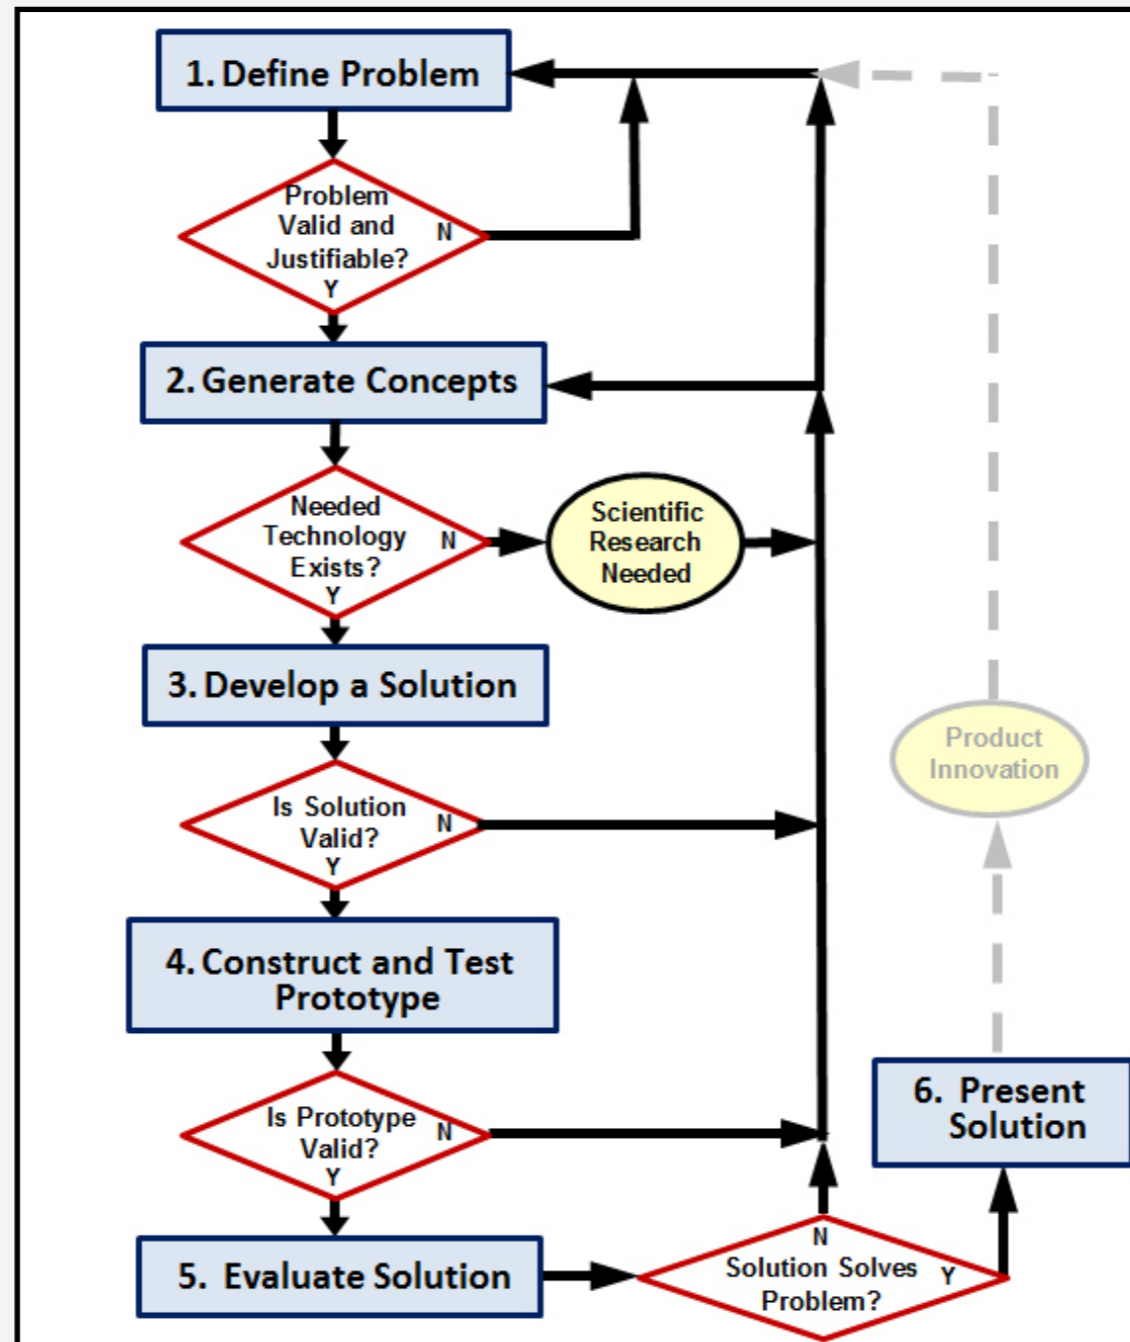 1. Define Problem
Problem
Valid and
Justifiable?
N
Y
2. Generate Concepts
Needed
Technology
Exists?
N
Y
Scientific
Research
Needed
3. Develop a Solution
Is Solution
Valid?
N
Y
Product
Innovation
4. Construct and Test
Prototype
Is Prototype
Valid?
N
Y
5. Evaluate Solution
N
Solution Solves
Problem?
Y
6. Present
Solution